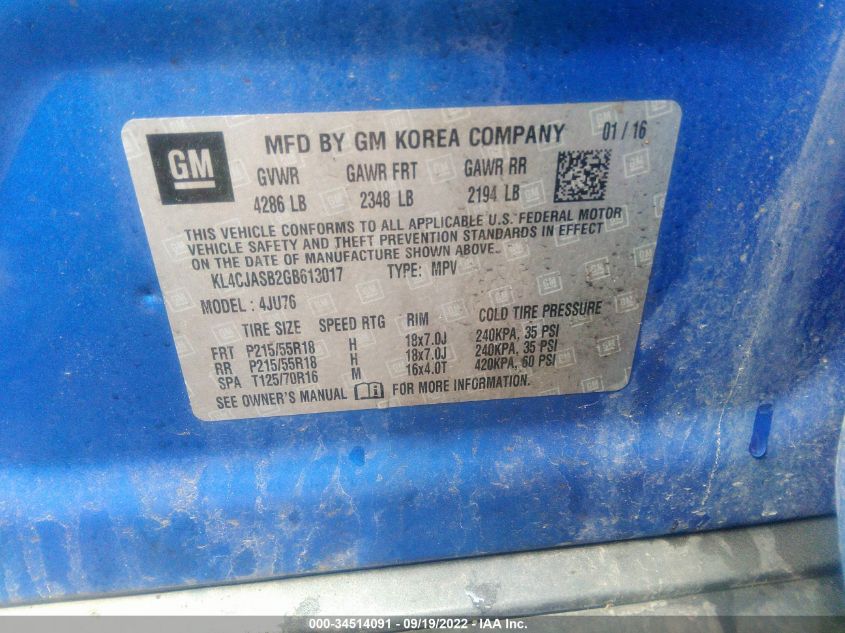 GM
MFD BY GM KOREA COMPANY 01 / 16
GVWR GAWR FRT GAWR RR
4286 LB 2348 LB 2194 LB
THIS VEHICLE CONFORMS TO ALL APPLICABLE U.S. FEDERAL MOTOR
VEHICLE SAFETY AND THEFT PREVENTION STANDARDS IN EFFECT
ON THE DATE OF MANUFACTURE SHOWN ABOVE.
KL4CJASB2GB613017 TYPE: MPV
MODEL: 4JU76
TIRE SIZE SPEED RTG RIM COLD TIRE PRESSURE
FRT P215/55R18 H 18x7.0J 240KPA, 35 PSI
RR P215/55R18 H 18x7.0J 240KPA, 35 PSI
SPA T125/70R16 M 16x4.0T 420KPA, 60 PSI
SEE OWNER'S MANUAL FOR MORE INFORMATION.
000-34514091 - 09/19/2022 - IAA Inc.